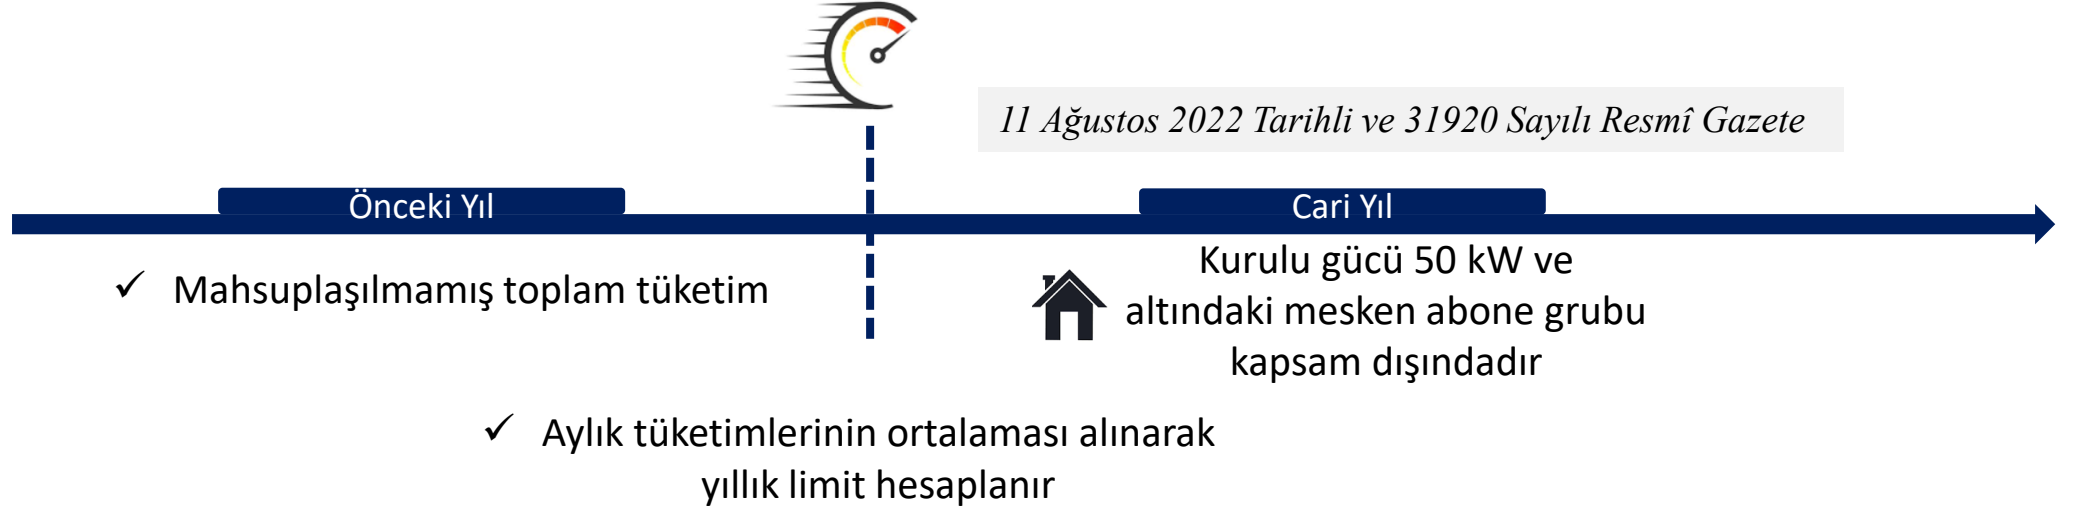 11 Ağustos 2022 Tarihli ve 31920 Sayılı Resmî Gazete
Önceki Yıl
Cari Yıl
✓ Mahsuplaşılmamış toplam tüketim
Kurulu gücü 50 kW ve
altındaki mesken abone grubu
kapsam dışındadır
✓ Aylık tüketimlerinin ortalaması alınarak
yıllık limit hesaplanır